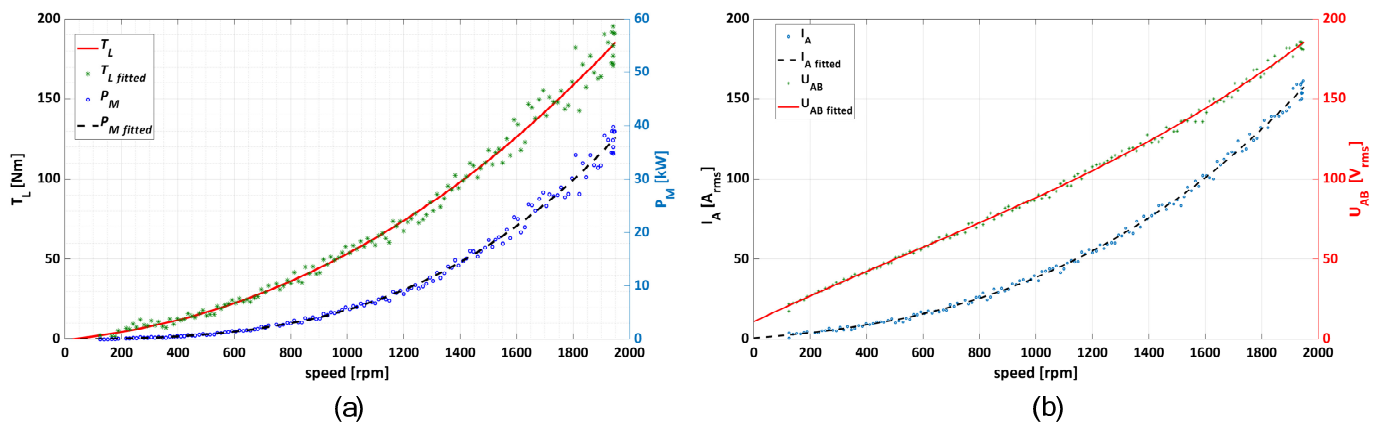 200
150
100
50
0
T_L [Nm]
T_L
T_L fitted
P_M
P_M fitted
60
50
40
30
20
10
0
P_M [kW]
0 200 400 600 800 1000 1200 1400 1600 1800 2000
speed [rpm]
(a)
200
150
100
50
0
I_A [A_rms]
I_A
I_A fitted
U_AB
U_AB fitted
200
150
100
50
0
U_AB [V_rms]
0 200 400 600 800 1000 1200 1400 1600 1800 2000
speed [rpm]
(b)